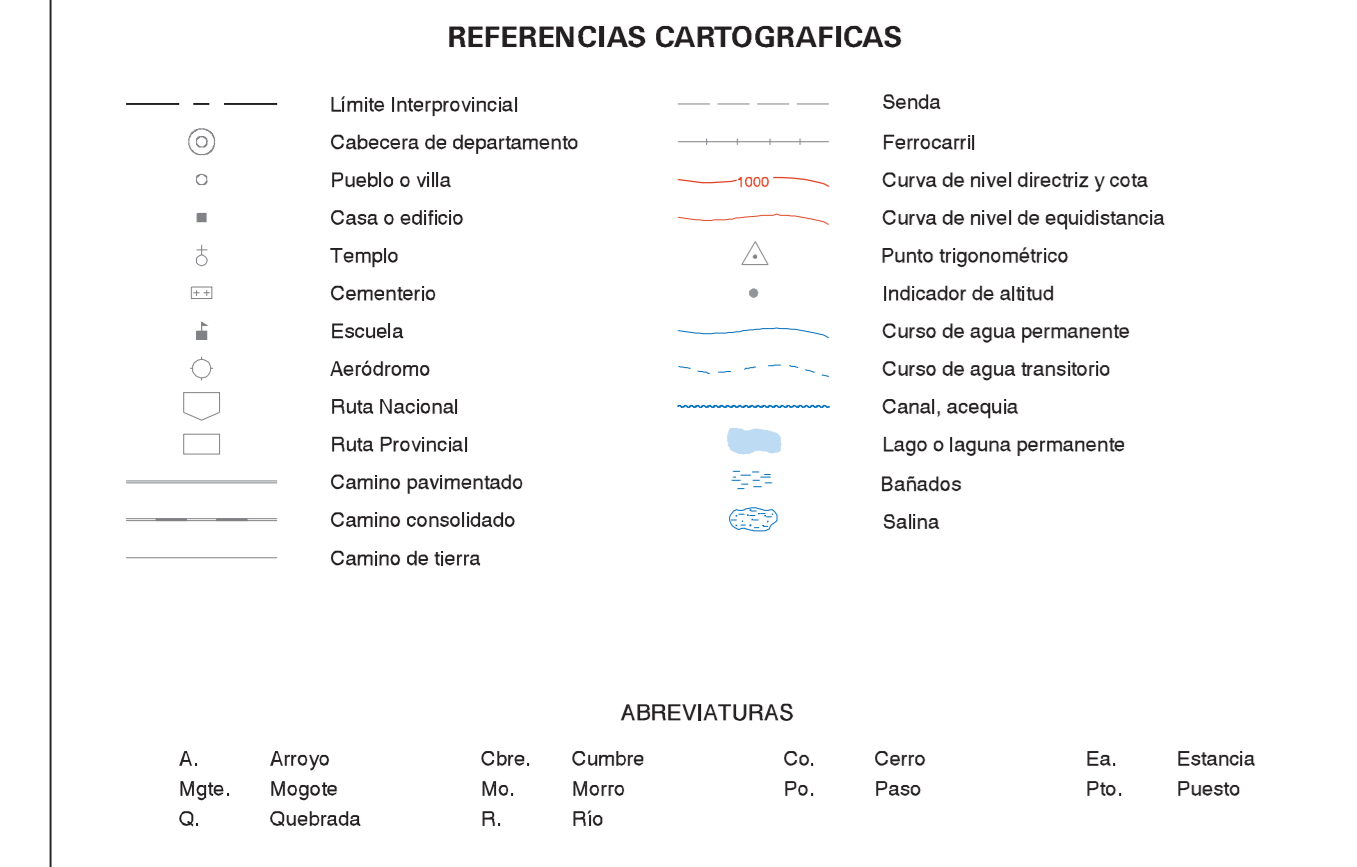 REFERENCIAS CARTOGRAFICAS
Límite Interprovincial
Cabecera de departamento
Pueblo o villa
Casa o edificio
Templo
Cementerio
Escuela
Aeródromo
Ruta Nacional
Ruta Provincial
Camino pavimentado
Camino consolidado
Camino de tierra
Senda
Ferrocarril
1000 Curva de nivel directriz y cota
Curva de nivel de equidistancia
Punto trigonométrico
Indicador de altitud
Curso de agua permanente
Curso de agua transitorio
Canal, acequia
Lago o laguna permanente
Bañados
Salina
ABREVIATURAS
A. Arroyo Cbre. Cumbre Co. Cerro Ea. Estancia
Mgte. Mogote Mo. Morro Po. Paso Pto. Puesto
Q. Quebrada R. Río